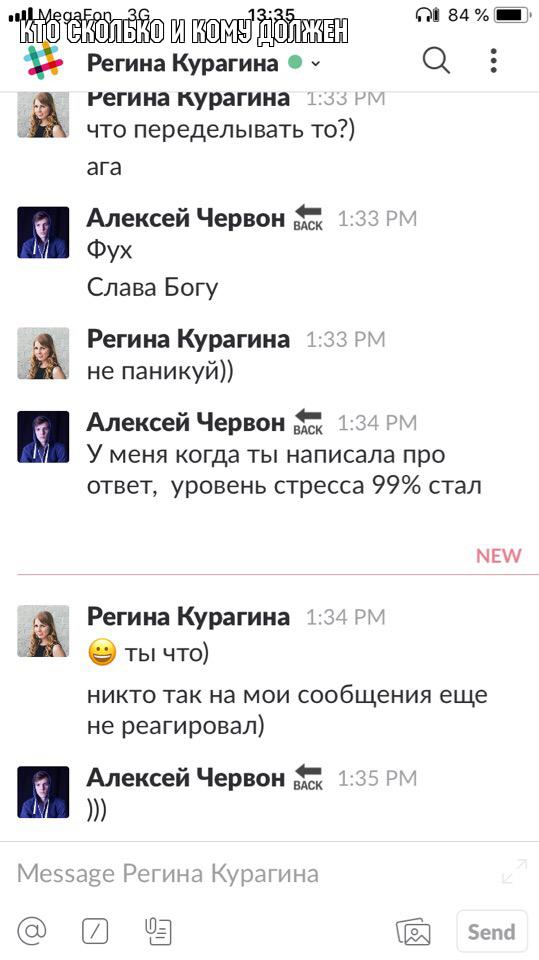 MegaFon 3G 13:35 84 %
КТО СКОЛЬКО И КОМУ ДОЛЖЕН
Регина Курагина
Регина Курагина 1:33 PM
что переделывать то?)
ага
Алексей Червон BACK 1:33 PM
Фух
Слава Богу
Регина Курагина 1:33 PM
не паникуй))
Алексей Червон BACK 1:34 PM
У меня когда ты написала про
ответ, уровень стресса 99% стал
NEW
Регина Курагина 1:34 PM
😀 ты что)
никто так на мои сообщения еще
не реагировал)
Алексей Червон BACK 1:35 PM
)))
Message Регина Курагина
@
Send